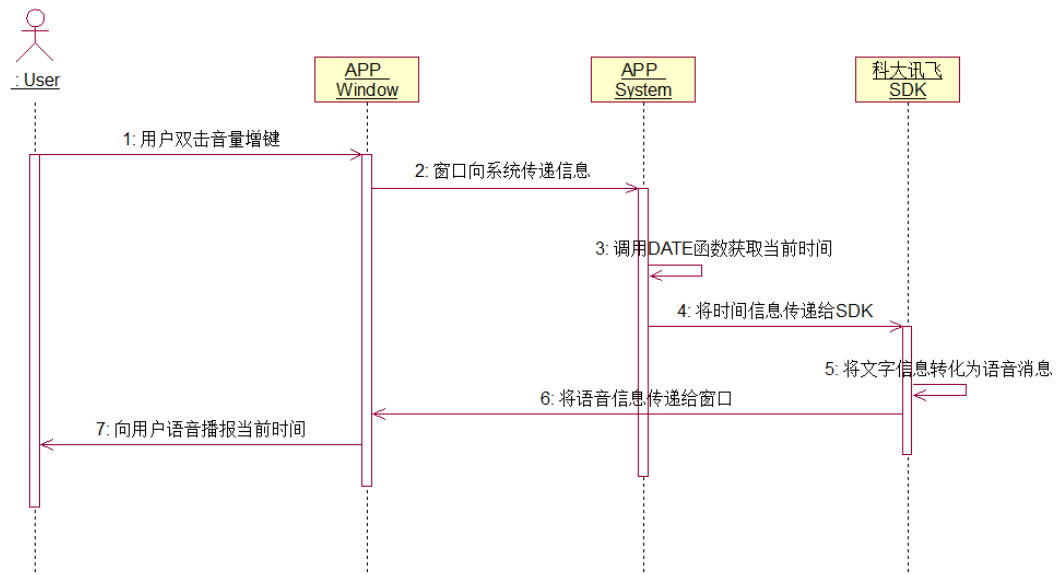 : User
APP
Window
APP
System
科大讯飞
SDK
1: 用户双击音量增键
2: 窗口向系统传递信息
3: 调用DATE函数获取当前时间
4: 将时间信息传递给SDK
5: 将文字信息转化为语音消息
6: 将语音信息传递给窗口
7: 向用户语音播报当前时间